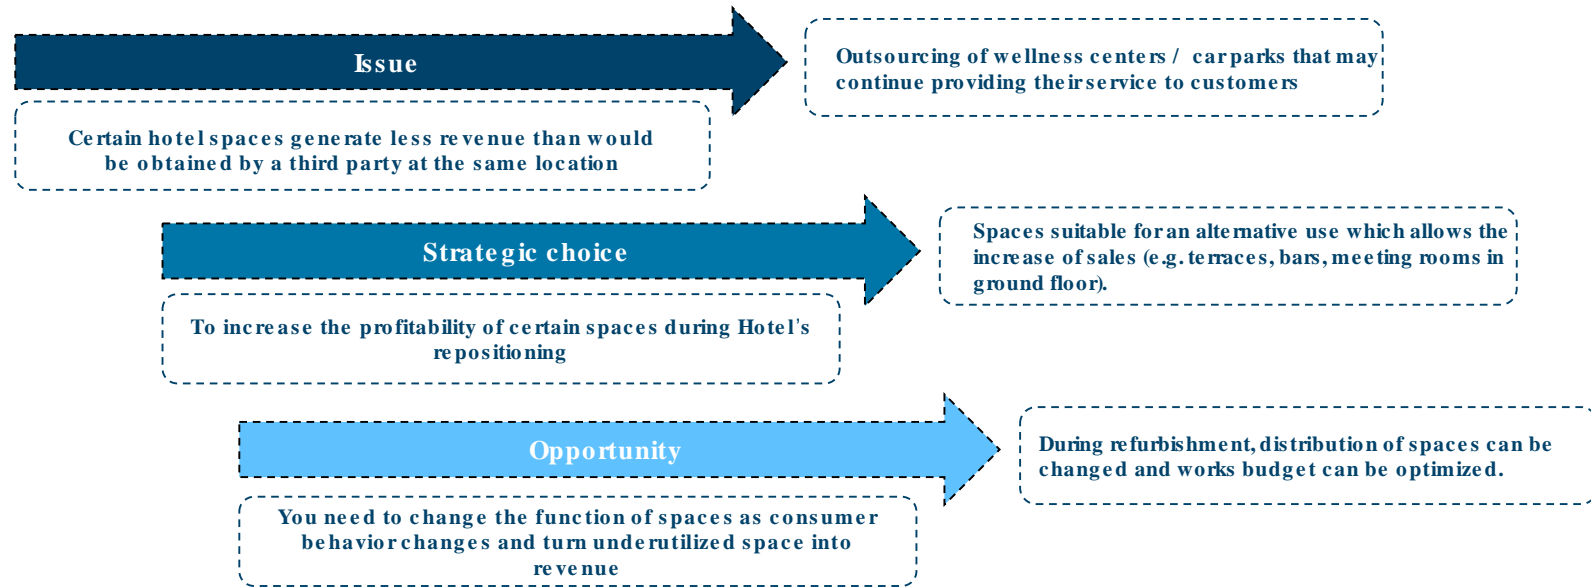 Issue
Outsourcing of wellness centers / car parks that may
continue providing their service to customers
Certain hotel spaces generate less revenue than would
be obtained by a third party at the same location
Strategic choice
Spaces suitable for an alternative use which allows the
increase of sales (e.g. terraces, bars, meeting rooms in
ground floor).
To increase the profitability of certain spaces during Hotel's
repositioning
Opportunity
During refurbishment, distribution of spaces can be
changed and works budget can be optimized.
You need to change the function of spaces as consumer
behavior changes and turn underutilized space into
revenue